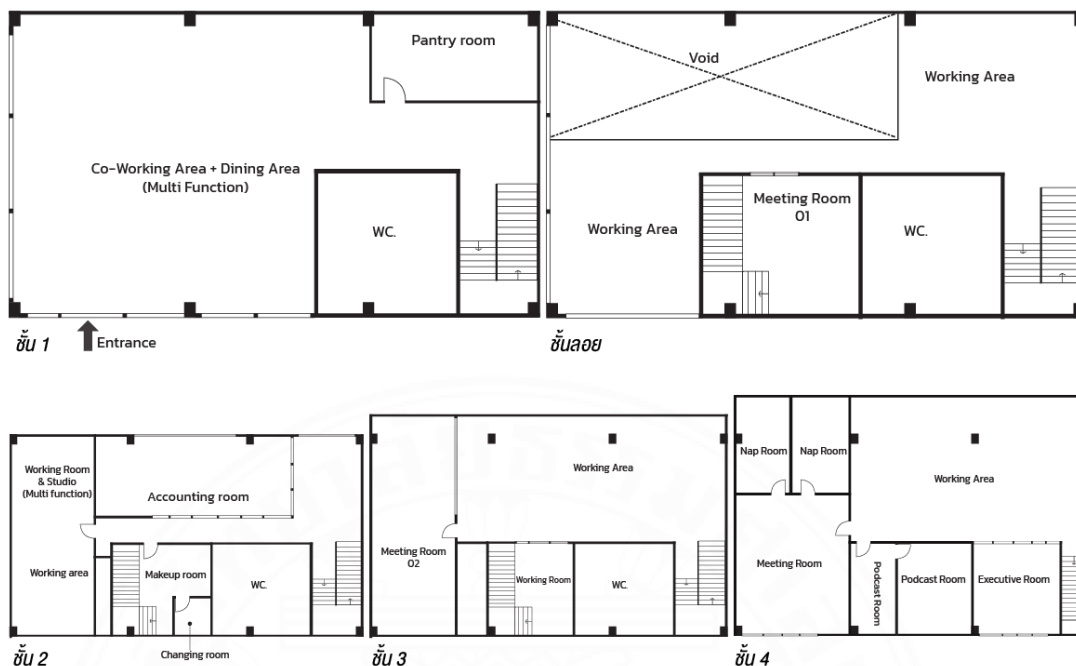 Pantry room
Co-Working Area + Dining Area
(Multi Function)
WC.
ชั้น 1
Entrance
Void
Working Area
Working Area
Meeting Room
01
WC.
ชั้นลอย
Working Room
& Studio
(Multi function)
Accounting room
Working area
Makeup room
WC.
Changing room
ชั้น 2
Working Area
Meeting Room
02
Working Room
WC.
ชั้น 3
Nap Room
Nap Room
Working Area
Meeting Room
Podcast Room
Podcast Room
Executive Room
ชั้น 4